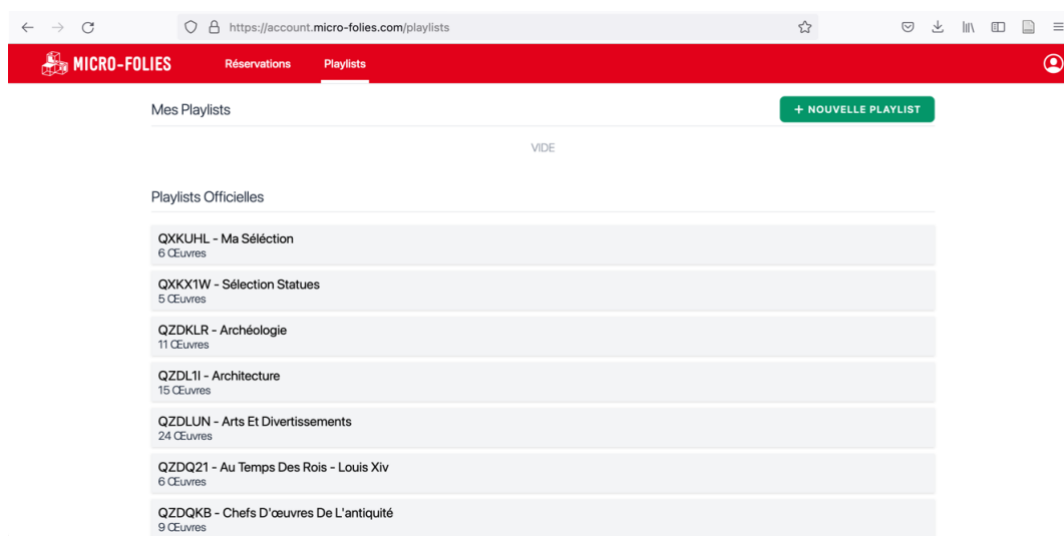 https://account.micro-folies.com/playlists
MICRO-FOLIES Réservations Playlists
Mes Playlists + NOUVELLE PLAYLIST
VIDE
Playlists Officielles
QXKUHL - Ma Séléction
6 Œuvres
QXKX1W - Sélection Statues
5 Œuvres
QZDKLR - Archéologie
11 Œuvres
QZDL1I - Architecture
15 Œuvres
QZDLUN - Arts Et Divertissements
24 Œuvres
QZDQ21 - Au Temps Des Rois - Louis Xiv
6 Œuvres
QZDQKB - Chefs D'œuvres De L'antiquité
9 Œuvres